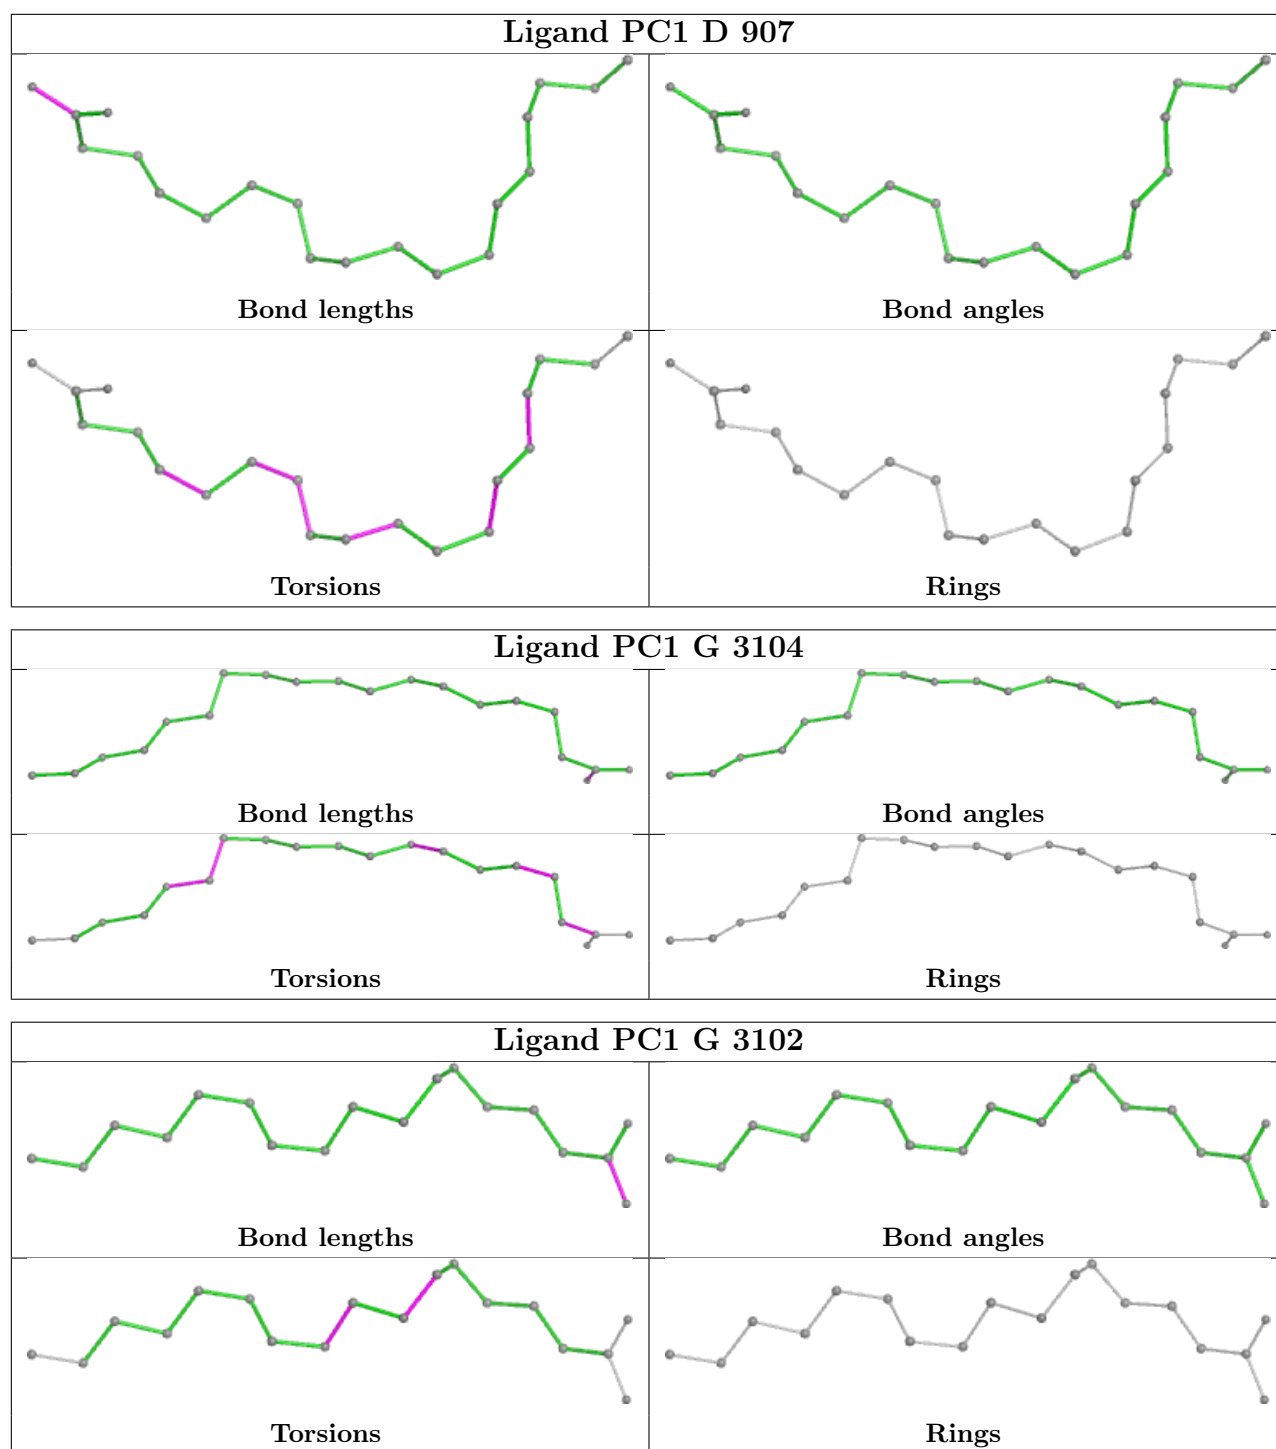 Ligand PC1 D 907
Bond lengths
Bond angles
Torsions
Rings
Ligand PC1 G 3104
Bond lengths
Bond angles
Torsions
Rings
Ligand PC1 G 3102
Bond lengths
Bond angles
Torsions
Rings